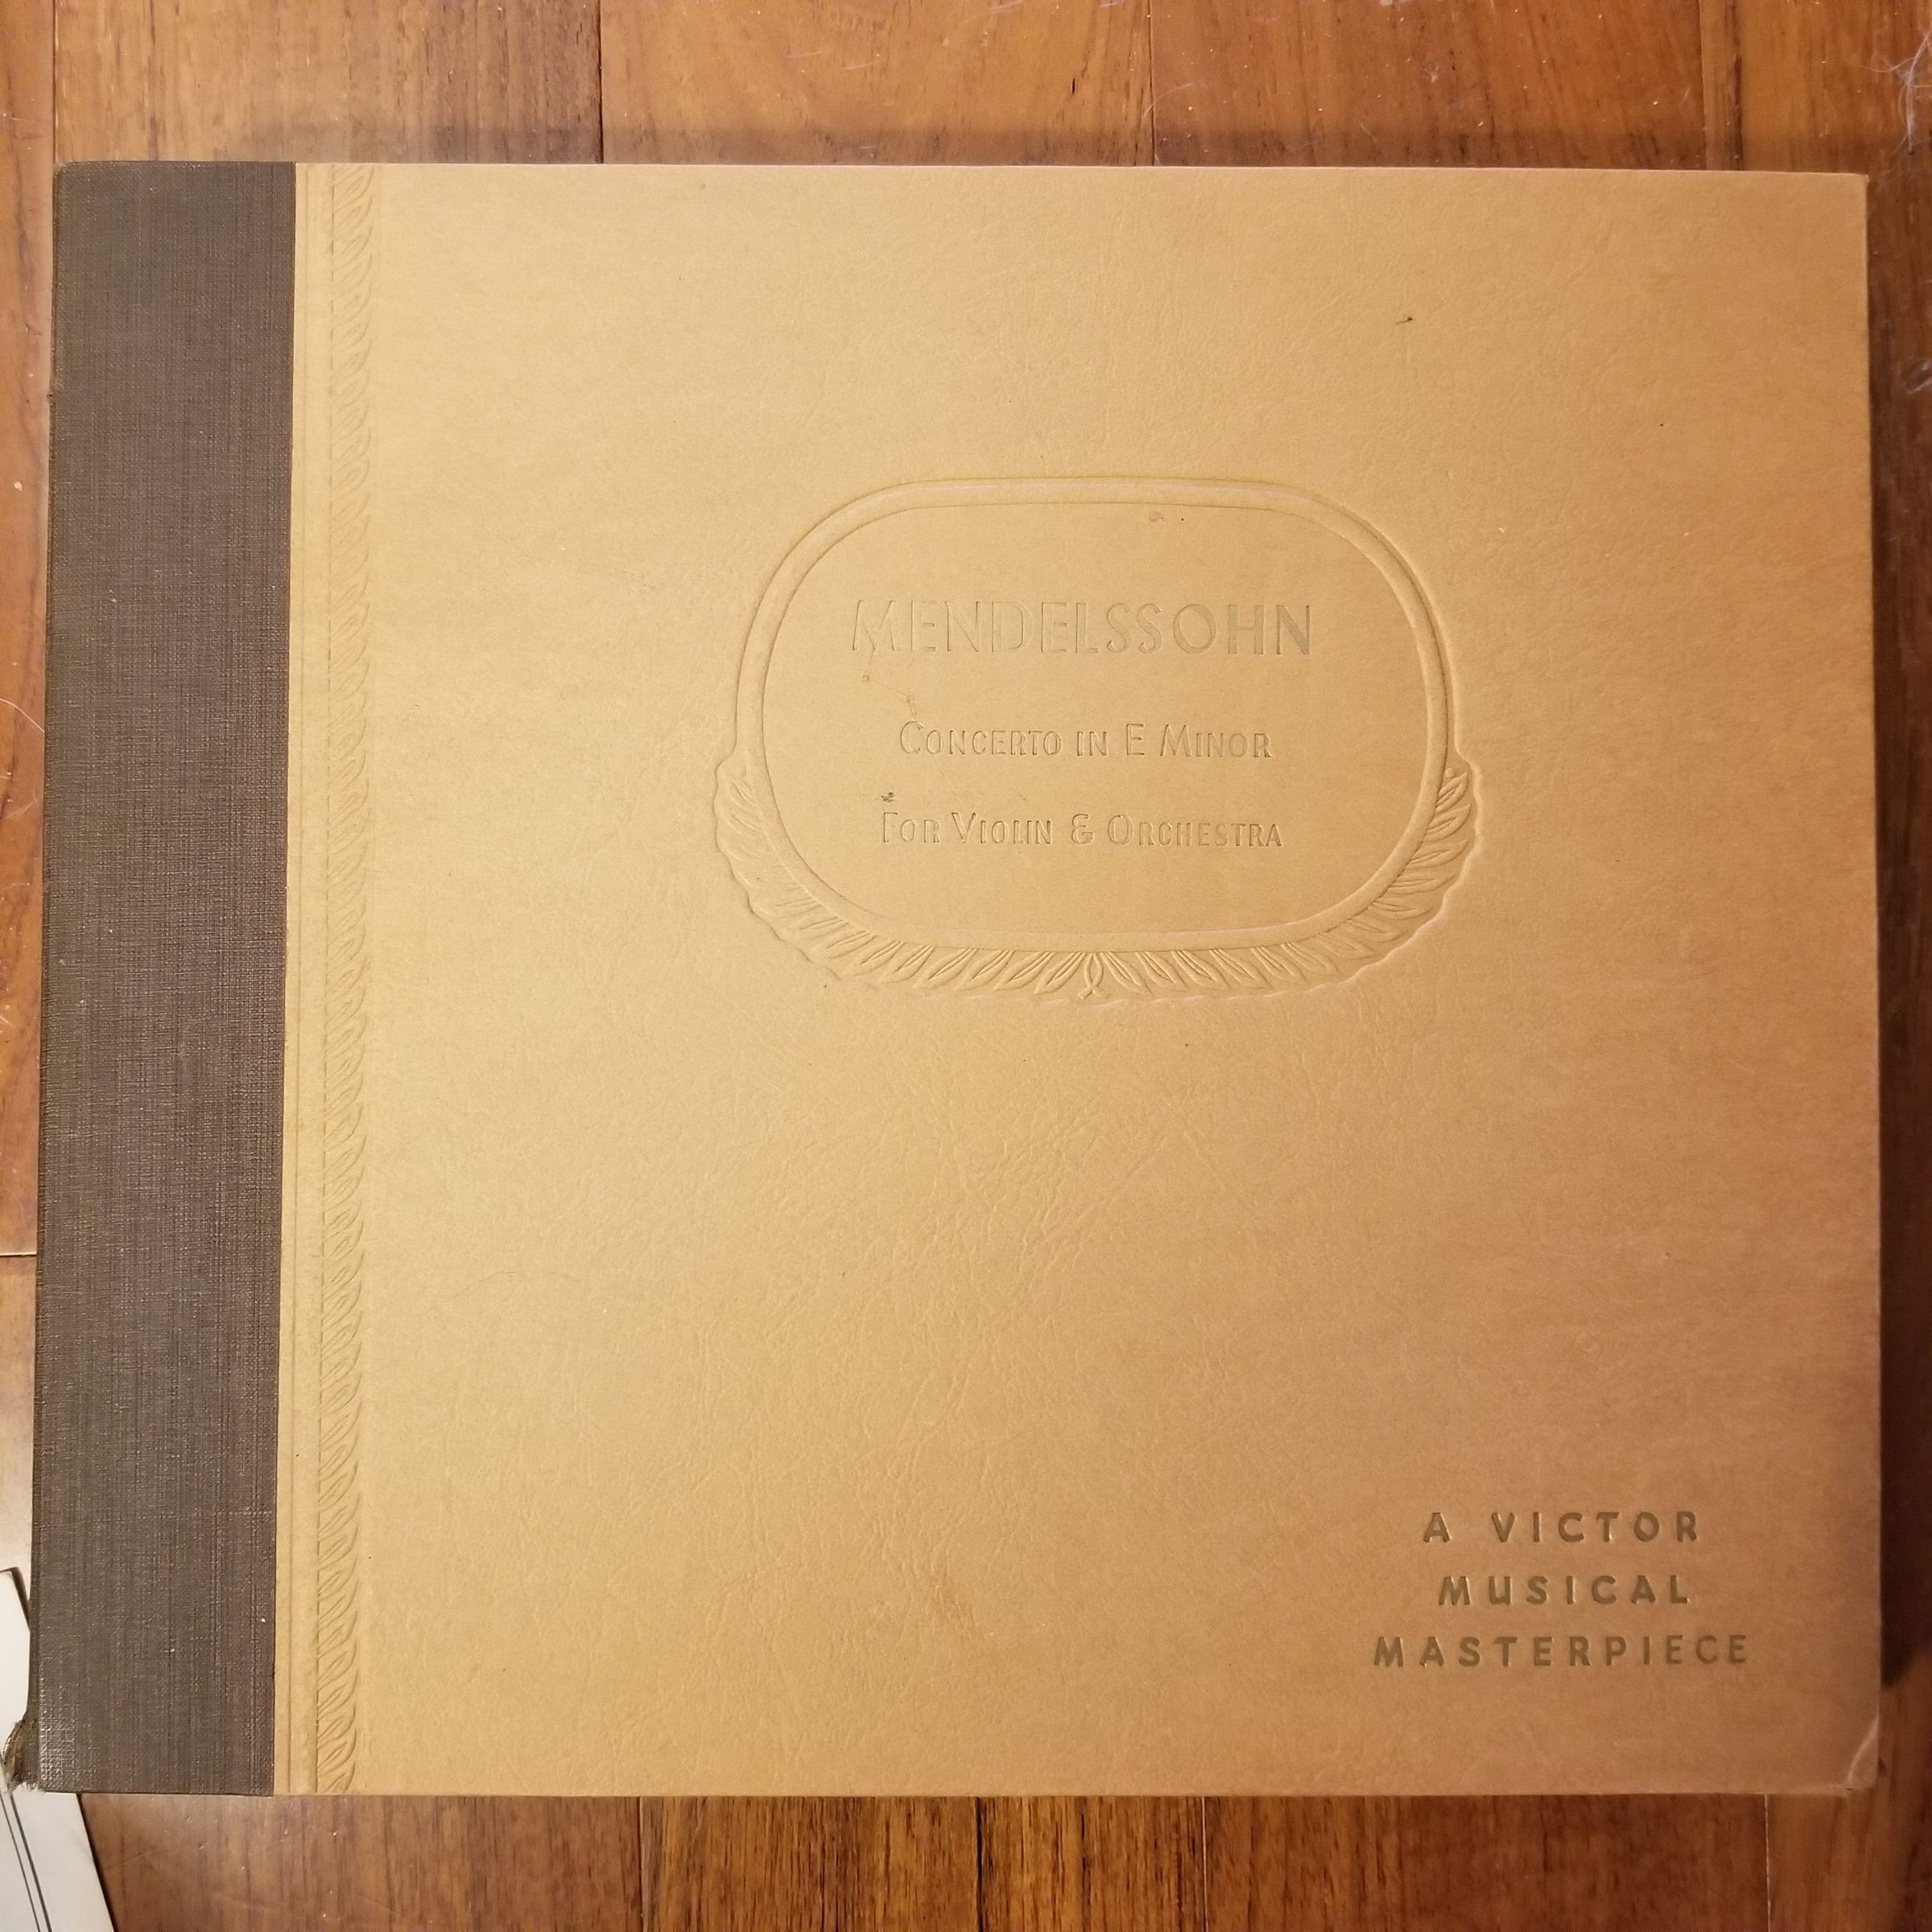 MENDELSSOHN
CONCERTO IN E MINOR
FOR VIOLIN & ORCHESTRA
A VICTOR
MUSICAL
MASTERPIECE